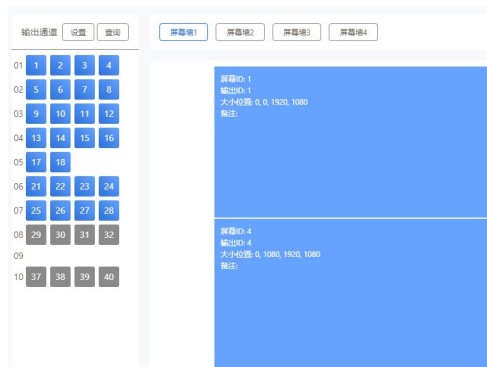 输出通道 设置 查询
屏幕墙1 屏幕墙2 屏幕墙3 屏幕墙4
01 1 2 3 4
02 5 6 7 8
03 9 10 11 12
04 13 14 15 16
05 17 18
06 21 22 23 24
07 25 26 27 28
08 29 30 31 32
09
10 37 38 39 40
屏幕ID: 1
输出ID: 1
大小位置: 0, 0, 1920, 1080
备注:
屏幕ID: 4
输出ID: 4
大小位置: 0, 1080, 1920, 1080
备注: